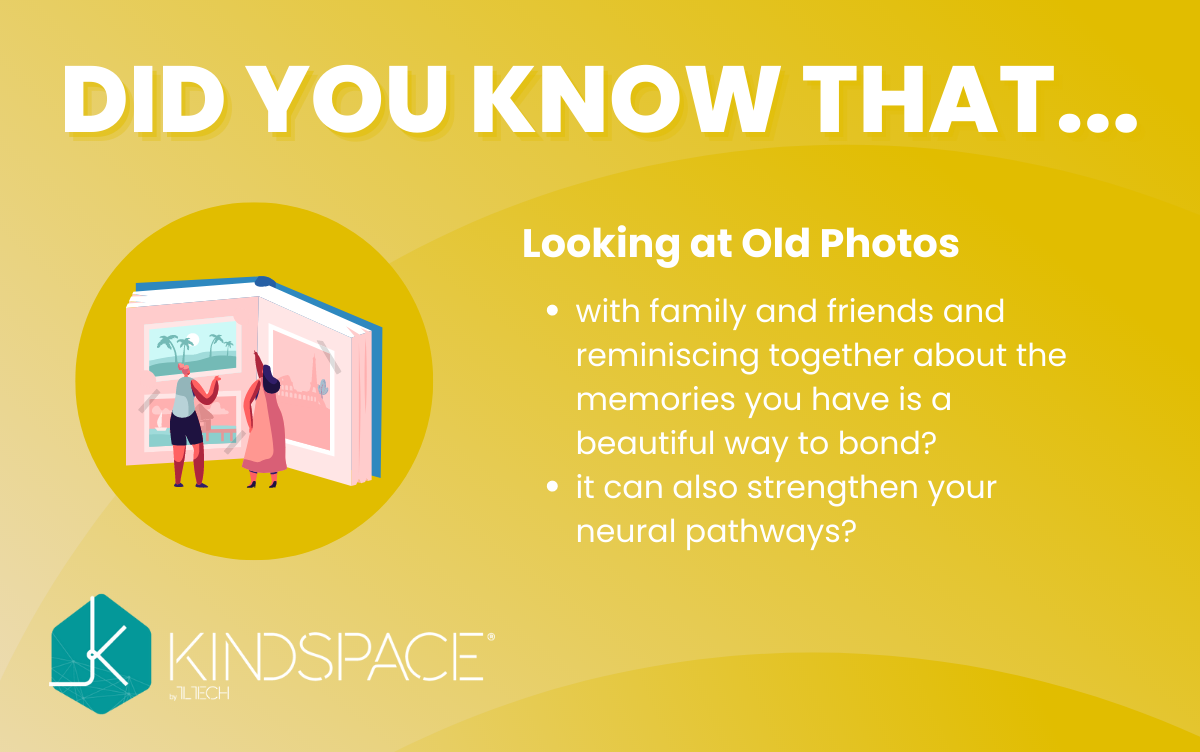 DID YOU KNOW THAT...
Looking at Old Photos
• with family and friends and
reminiscing together about the
memories you have is a
beautiful way to bond?
• it can also strengthen your
neural pathways?
KINDSPACE®
by 1L1TECH